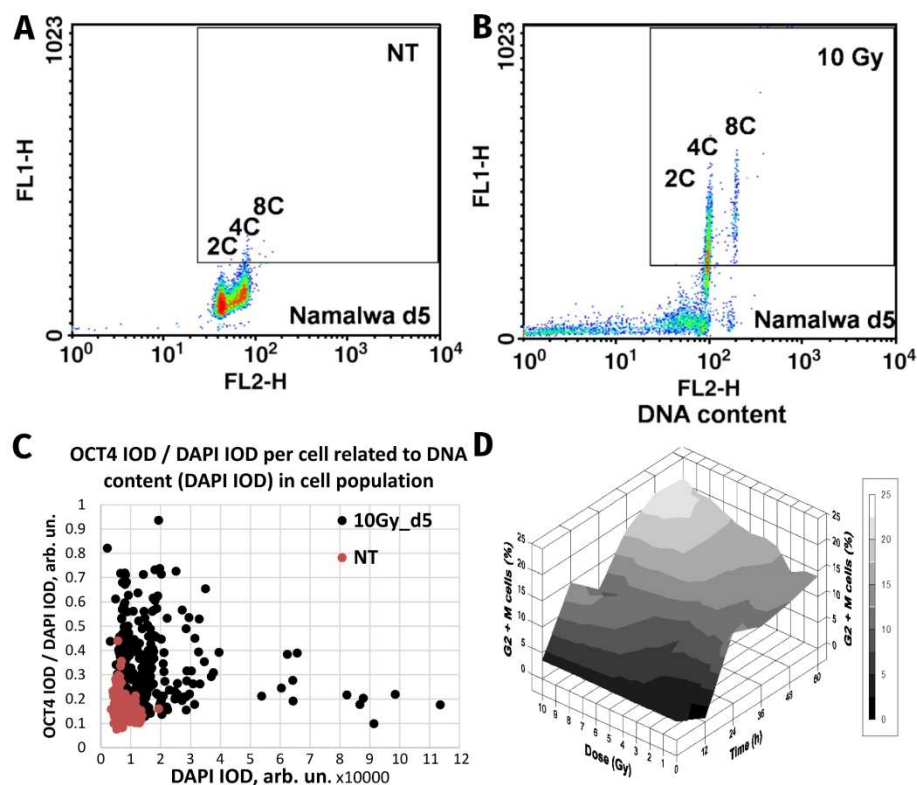 A
1023
FL1-H
0
NT
2C
4C
8C
Namalwa d5
10⁰ 10¹ 10² 10³ 10⁴
FL2-H
B
1023
FL1-H
0
10 Gy
2C
4C
8C
Namalwa d5
10⁰ 10¹ 10² 10³ 10⁴
FL2-H
DNA content
C
OCT4 IOD / DAPI IOD per cell related to DNA
content (DAPI IOD) in cell population
OCT4 IOD / DAPI IOD, arb. un.
1
0.9
0.8
0.7
0.6
0.5
0.4
0.3
0.2
0.1
0
10Gy_d5
NT
0 1 2 3 4 5 6 7 8 9 10 11 12
DAPI IOD, arb. un. x10000
D
G2 + M cells (%)
25
20
15
10
5
0
10 9 8 7 6 5 4 3 2 1 0
Dose (Gy)
12 24 36 48 60
Time (h)
G2 + M cells (%)
25
20
15
10
5
0
25
20
15
10
5
0